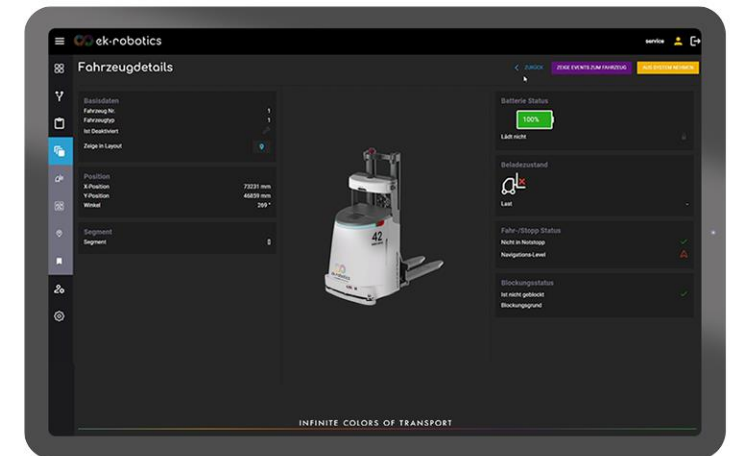 ek-robotics
service
Fahrzeugdetails
ZURÜCK
ZEIGE EVENTS ZUM FAHRZEUG
AUS SYSTEM NEHMEN
Basisdaten
Fahrzeug Nr. 1
Fahrzeugtyp 1
Ist Deaktiviert
Zeige in Layout
Position
X-Position 73231 mm
Y-Position 46859 mm
Winkel 269 °
Segment
Segment 0
42
Batterie Status
100%
Lädt nicht
Beladezustand
Last -
Fahr-/Stopp Status
Nicht in Notstopp
Navigations-Level
Blockungsstatus
Ist nicht geblockt
Blockungsgrund
INFINITE COLORS OF TRANSPORT